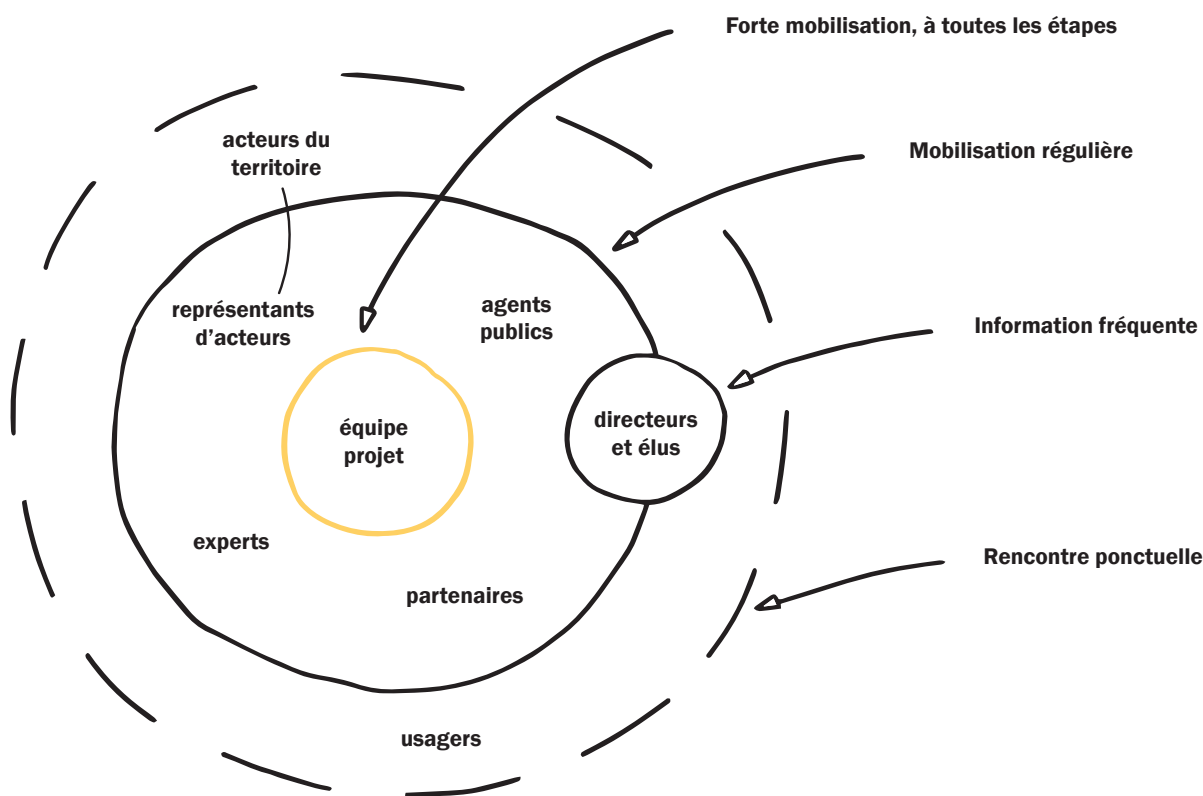 Forte mobilisation, à toutes les étapes
acteurs du
territoire
Mobilisation régulière
représentants
d’acteurs
agents
publics
Information fréquente
équipe
projet
directeurs
et élus
experts
partenaires
Rencontre ponctuelle
usagers